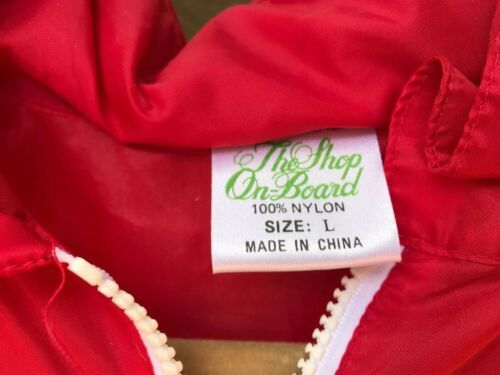 The Shop
On-Board
100% NYLON
SIZE: L
MADE IN CHINA